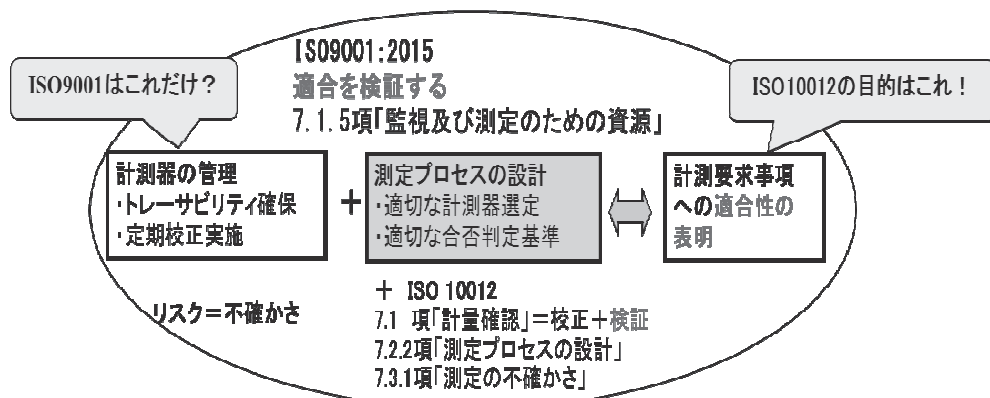 ISO9001:2015
適合を検証する
7.1.5項「監視及び測定のための資源」
ISO9001はこれだけ？
ISO10012の目的はこれ！
計測器の管理
・トレーサビリティ確保
・定期校正実施
＋
測定プロセスの設計
・適切な計測器選定
・適切な合否判定基準
計測要求事項
への適合性の
表明
リスク＝不確かさ
＋ ISO 10012
7.1 項「計量確認」＝校正＋検証
7.2.2項「測定プロセスの設計」
7.3.1項「測定の不確かさ」